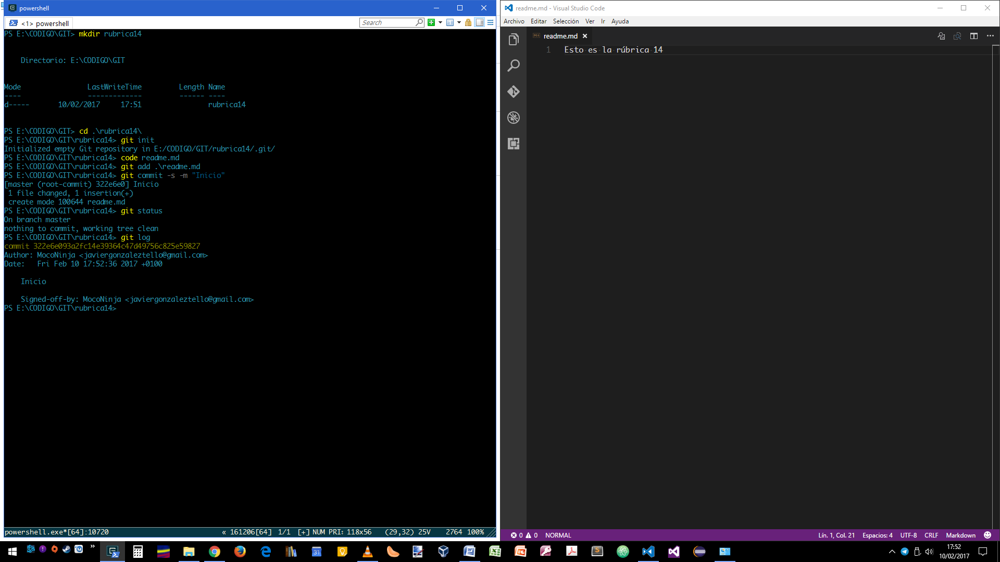 powershell
<1> powershell
Search
PS E:\CODIGO\GIT> mkdir rubrica14
Directorio: E:\CODIGO\GIT
Mode                LastWriteTime         Length Name
----                -------------         ------ ----
d-----       10/02/2017     17:51                rubrica14
PS E:\CODIGO\GIT> cd .\rubrica14\
PS E:\CODIGO\GIT\rubrica14> git init
Initialized empty Git repository in E:/CODIGO/GIT/rubrica14/.git/
PS E:\CODIGO\GIT\rubrica14> code readme.md
PS E:\CODIGO\GIT\rubrica14> git add .\readme.md
PS E:\CODIGO\GIT\rubrica14> git commit -s -m "Inicio"
[master (root-commit) 322e6e0] Inicio
1 file changed, 1 insertion(+)
create mode 100644 readme.md
PS E:\CODIGO\GIT\rubrica14> git status
On branch master
nothing to commit, working tree clean
PS E:\CODIGO\GIT\rubrica14> git log
commit 322e6e093a2fc14e39364c47d49756c825e59827
Author: MocoNinja <javiergonzaleztello@gmail.com>
Date:   Fri Feb 10 17:52:36 2017 +0100
Inicio
Signed-off-by: MocoNinja <javiergonzaleztello@gmail.com>
PS E:\CODIGO\GIT\rubrica14>
powershell.exe*[64]:10720 « 161206[64] 1/1 [+] NUM PRI: 118x56 (29,32) 25V 2764 100%
readme.md - Visual Studio Code
Archivo Editar Selección Ver Ir Ayuda
readme.md
1 Esto es la rúbrica 14
0 0 NORMAL Lín. 1, Col. 21 Espacios: 4 UTF-8 CRLF Markdown
31
17:52
10/02/2017